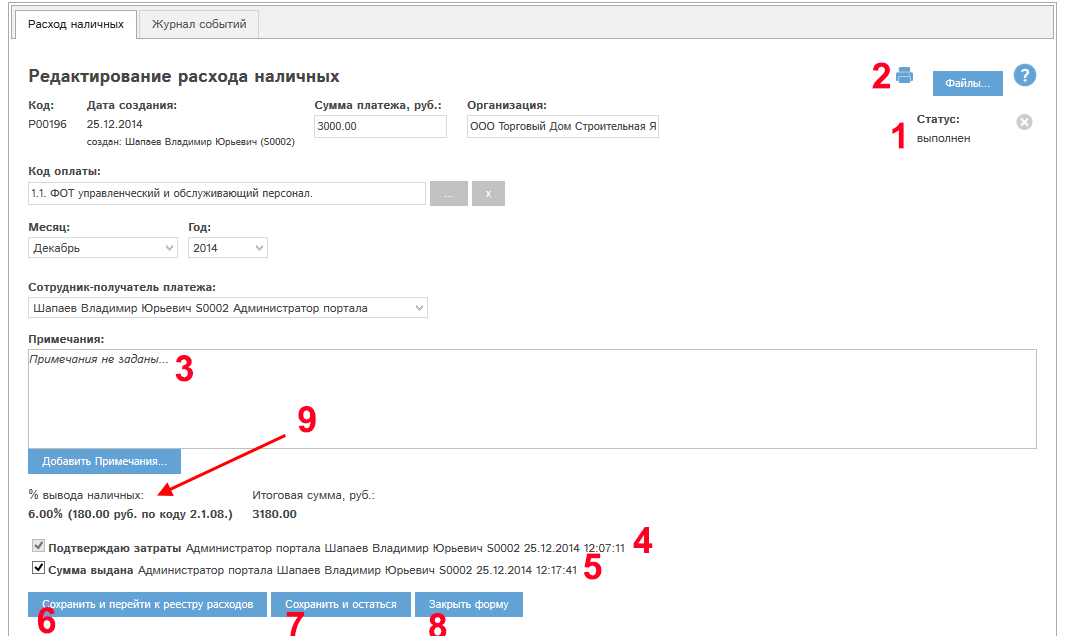 Расход наличных Журнал событий
Редактирование расхода наличных 2 Файлы... ?
Код: Дата создания: Сумма платежа, руб.: Организация: Статус:
P00196 25.12.2014 3000.00 ООО Торговый Дом Строительная Я 1 выполнен
создан: Шапаев Владимир Юрьевич (S0002)
Код оплаты:
1.1. ФОТ управленческий и обслуживающий персонал. ... x
Месяц: Год:
Декабрь 2014
Сотрудник-получатель платежа:
Шапаев Владимир Юрьевич S0002 Администратор портала
Примечания:
Примечания не заданы... 3
9
Добавить Примечания...
% вывода наличных: Итоговая сумма, руб.:
6.00% (180.00 руб. по коду 2.1.08.) 3180.00
Подтверждаю затраты Администратор портала Шапаев Владимир Юрьевич S0002 25.12.2014 12:07:11 4
Сумма выдана Администратор портала Шапаев Владимир Юрьевич S0002 25.12.2014 12:17:41 5
Сохранить и перейти к реестру расходов Сохранить и остаться Закрыть форму
6 7 8